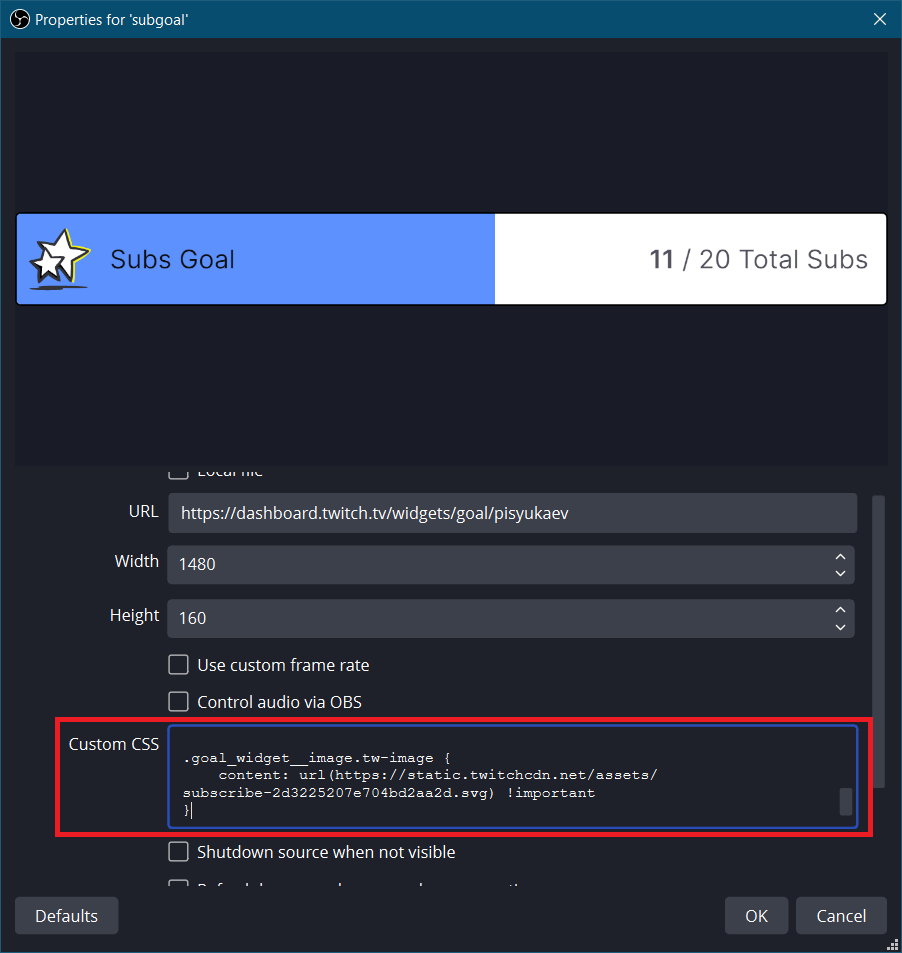 Properties for 'subgoal'
Subs Goal
11 / 20 Total Subs
Local file
URL
https://dashboard.twitch.tv/widgets/goal/pisyukaev
Width
1480
Height
160
Use custom frame rate
Control audio via OBS
Custom CSS
.goal_widget__image.tw-image {
content: url(https://static.twitchcdn.net/assets/
subscribe-2d3225207e704bd2aa2d.svg) !important
}
Shutdown source when not visible
Defaults
OK
Cancel